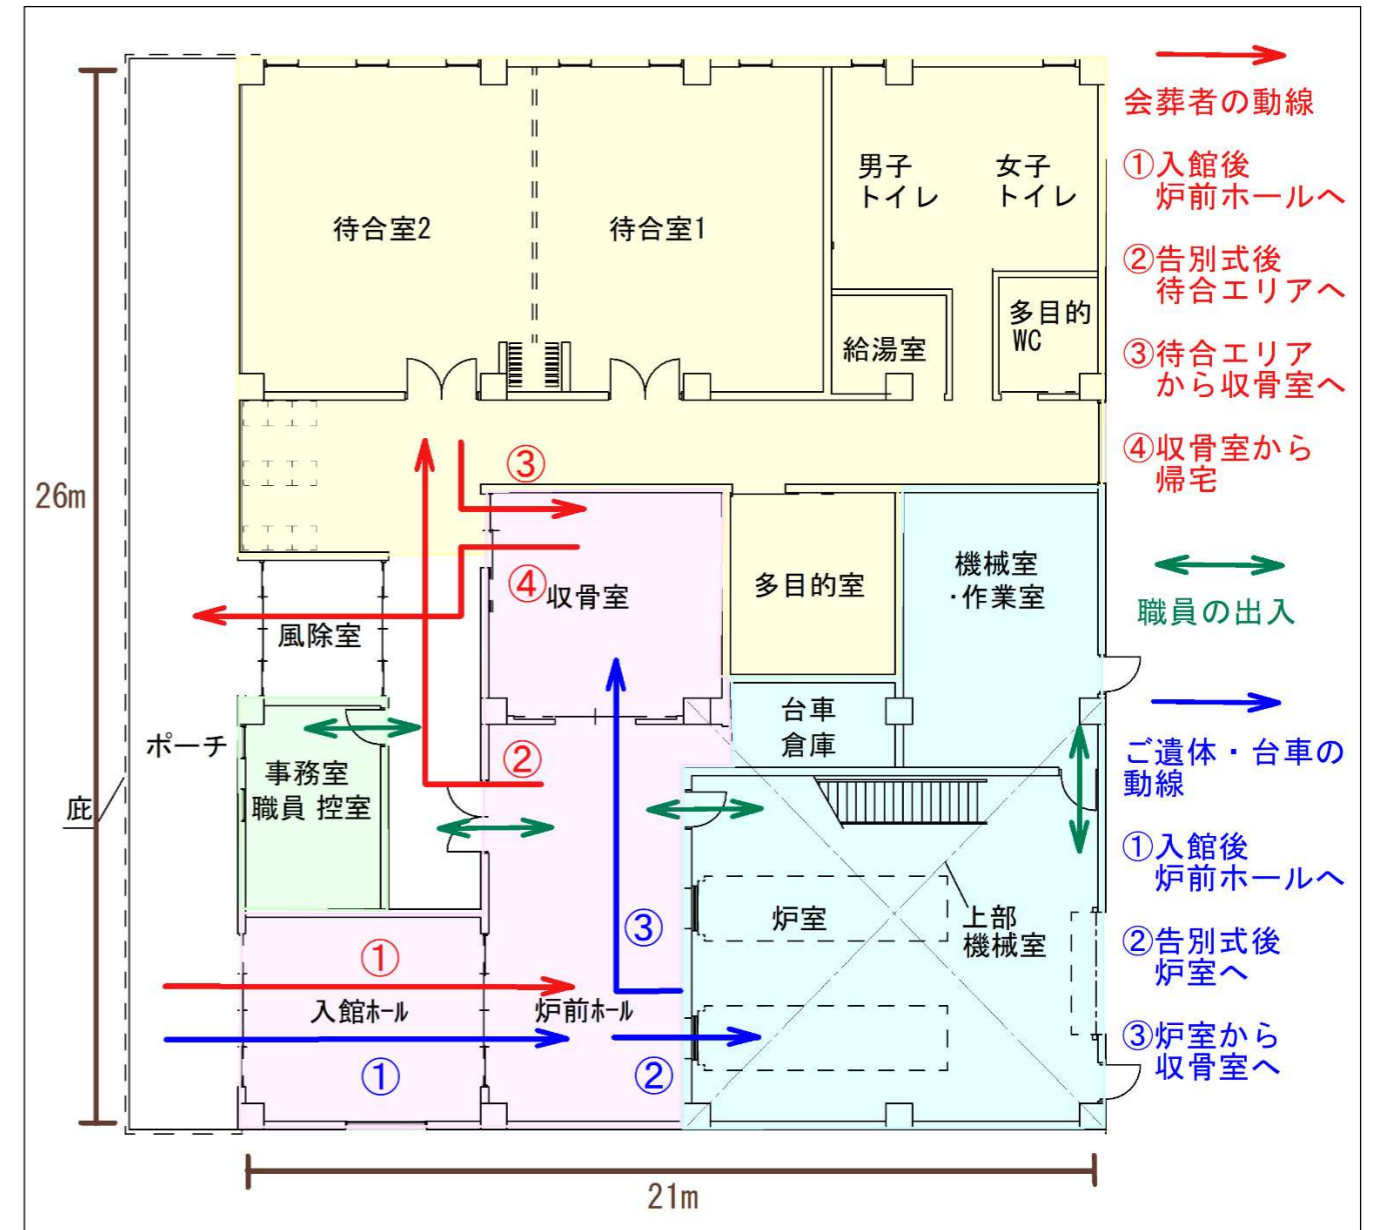 待合室2
待合室1
男子
トイレ
女子
トイレ
多目的
WC
給湯室
26m
③
④
収骨室
多目的室
機械室
・作業室
風除室
台車
倉庫
ポーチ
庇
事務室
職員 控室
②
①
入館ホール
①
炉前ホール
③
②
炉室
上部
機械室
21m
会葬者の動線
①入館後
炉前ホールへ
②告別式後
待合エリアへ
③待合エリア
から収骨室へ
④収骨室から
帰宅
職員の出入
ご遺体・台車の
動線
①入館後
炉前ホールへ
②告別式後
炉室へ
③炉室から
収骨室へ